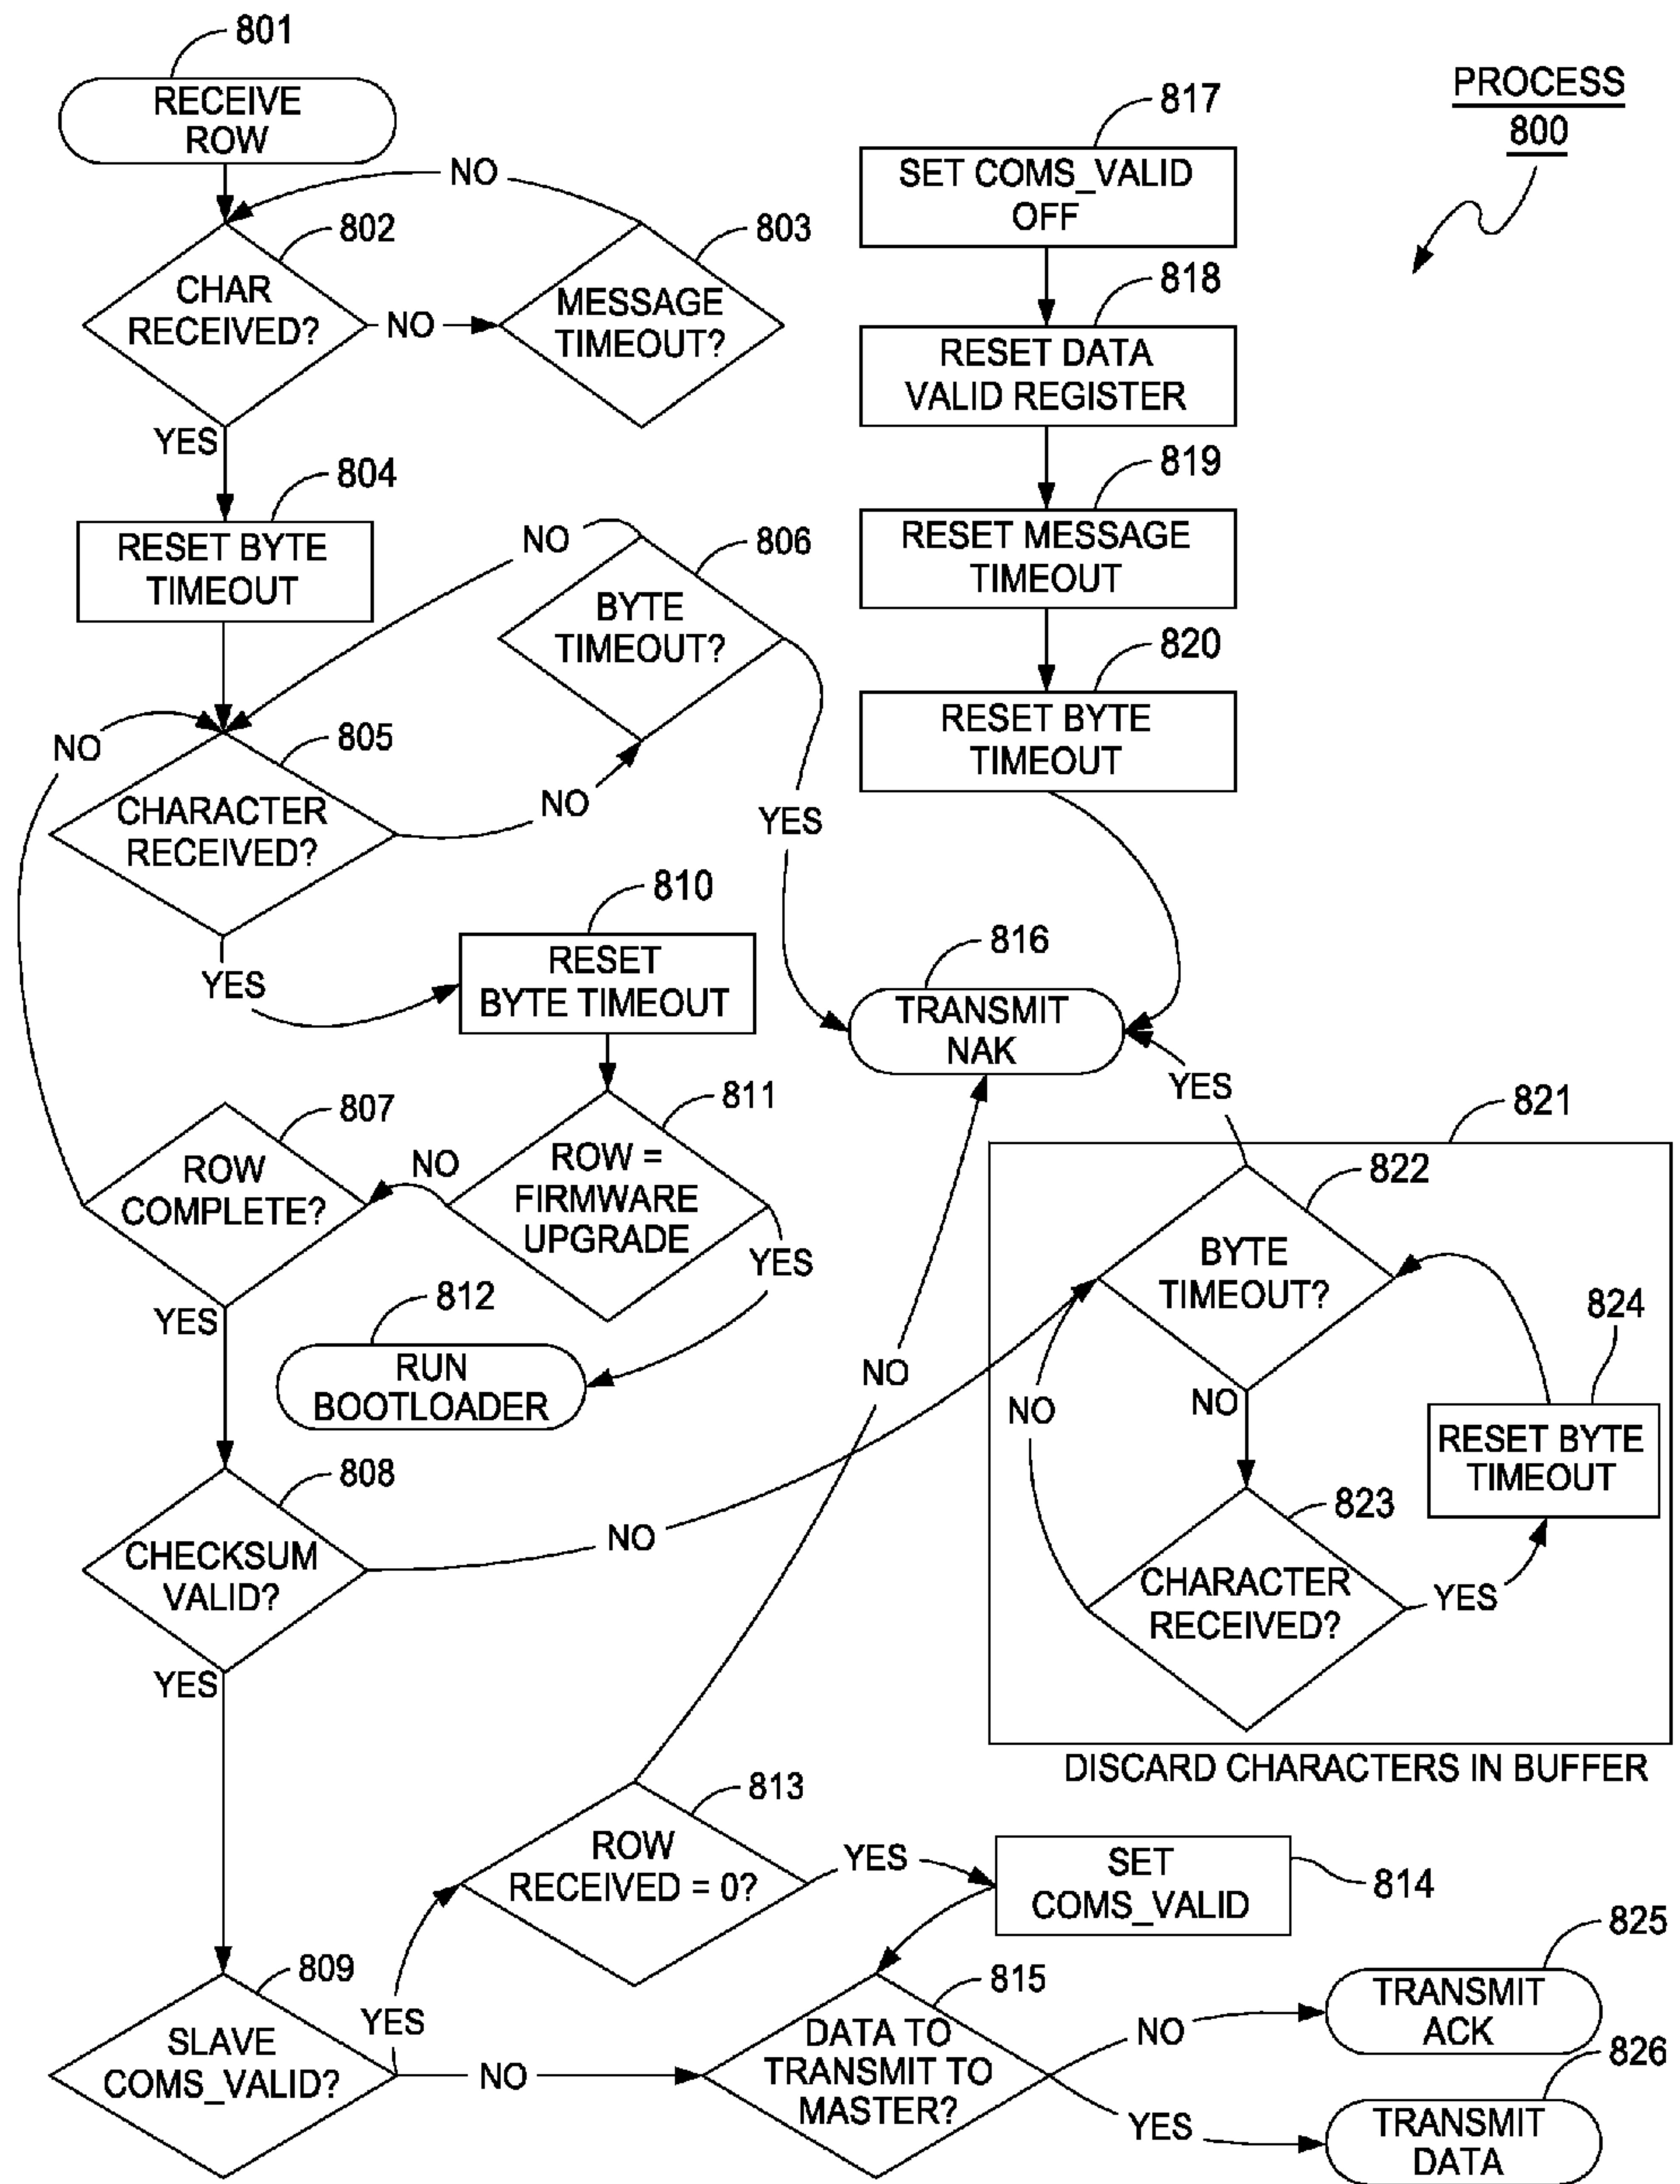 801
RECEIVE
ROW
PROCESS
800
817
SET COMS_VALID
OFF
NO
802
803
CHAR
RECEIVED?
NO
MESSAGE
TIMEOUT?
818
RESET DATA
VALID REGISTER
YES
804
RESET BYTE
TIMEOUT
819
RESET MESSAGE
TIMEOUT
NO
806
BYTE
TIMEOUT?
820
RESET BYTE
TIMEOUT
NO
805
CHARACTER
RECEIVED?
NO
YES
YES
810
RESET
BYTE TIMEOUT
816
TRANSMIT
NAK
YES
807
ROW
COMPLETE?
NO
811
ROW =
FIRMWARE
UPGRADE
YES
821
822
BYTE
TIMEOUT?
YES
812
RUN
BOOTLOADER
NO
NO
NO
824
RESET BYTE
TIMEOUT
808
CHECKSUM
VALID?
NO
823
CHARACTER
RECEIVED?
YES
YES
DISCARD CHARACTERS IN BUFFER
813
ROW
RECEIVED = 0?
YES
SET
COMS_VALID
814
809
SLAVE
COMS_VALID?
YES
NO
815
DATA TO
TRANSMIT TO
MASTER?
NO
825
TRANSMIT
ACK
YES
826
TRANSMIT
DATA